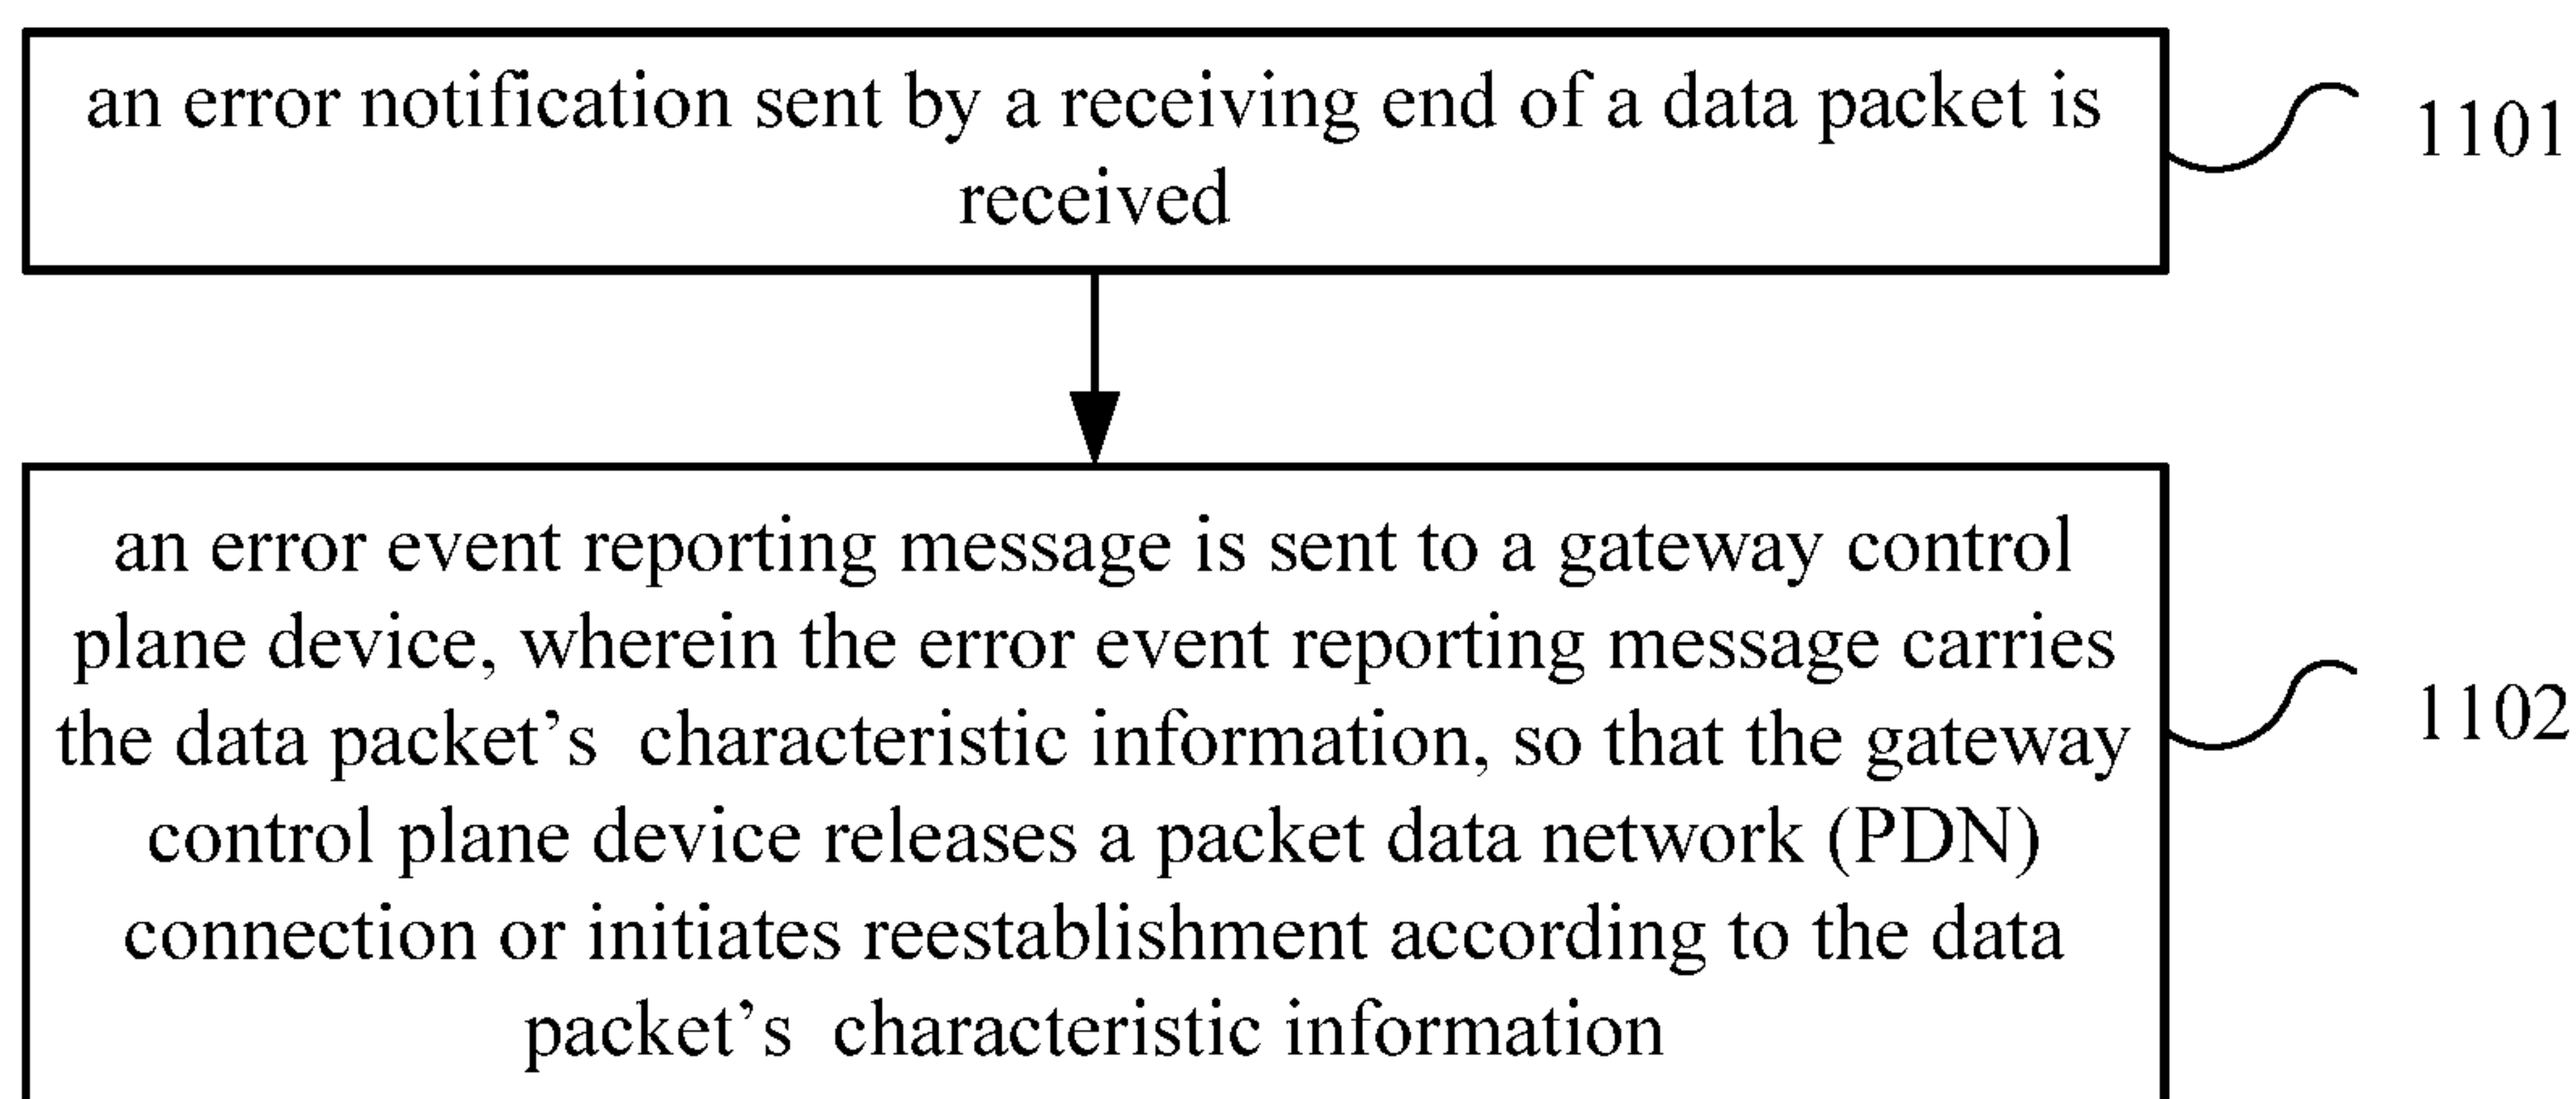 an error notification sent by a receiving end of a data packet is
received
1101
an error event reporting message is sent to a gateway control
plane device, wherein the error event reporting message carries
the data packet’s  characteristic information, so that the gateway
control plane device releases a packet data network (PDN)
connection or initiates reestablishment according to the data
packet’s  characteristic information
1102